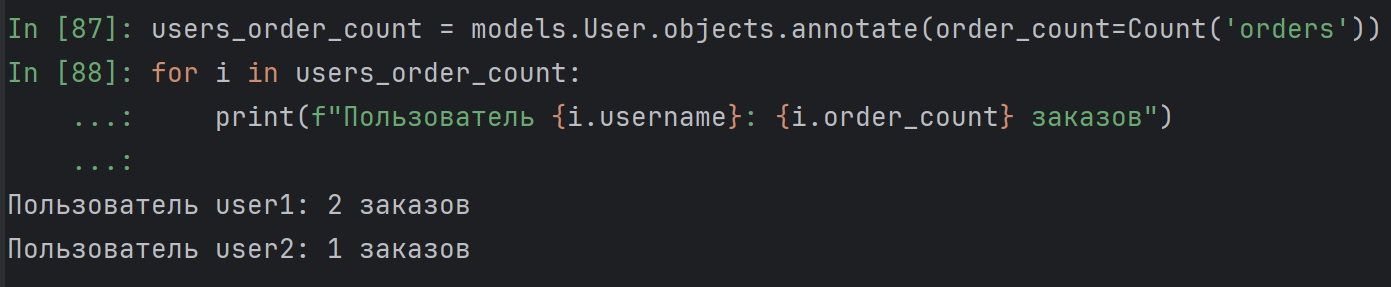 In [87]: users_order_count = models.User.objects.annotate(order_count=Count('orders'))
In [88]: for i in users_order_count:
    ...:     print(f"Пользователь {i.username}: {i.order_count} заказов")
    ...:
Пользователь user1: 2 заказов
Пользователь user2: 1 заказов